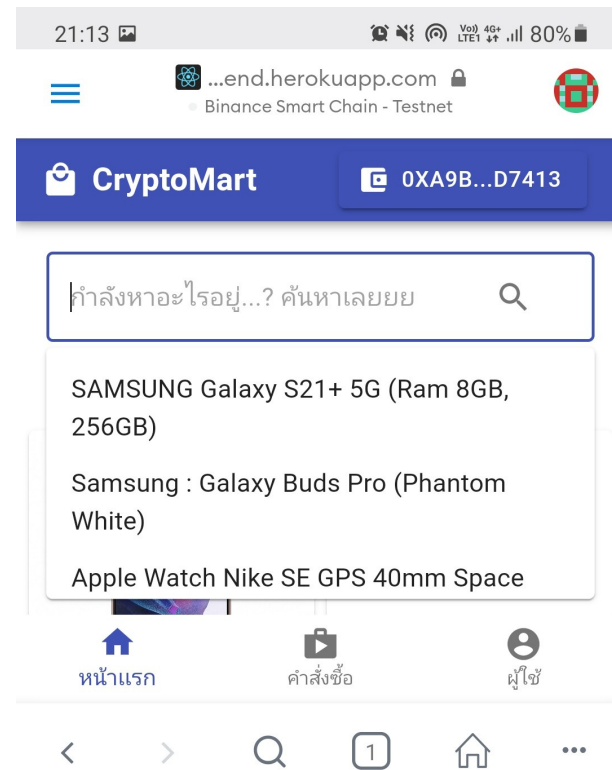 21:13
Vo)) 4G+ LTE1 80%
...end.herokuapp.com
Binance Smart Chain - Testnet
CryptoMart
0XA9B...D7413
กำลังหาอะไรอยู่...? ค้นหาเลยยย
SAMSUNG Galaxy S21+ 5G (Ram 8GB,
256GB)
Samsung : Galaxy Buds Pro (Phantom
White)
Apple Watch Nike SE GPS 40mm Space
หน้าแรก
คำสั่งซื้อ
ผู้ใช้
1